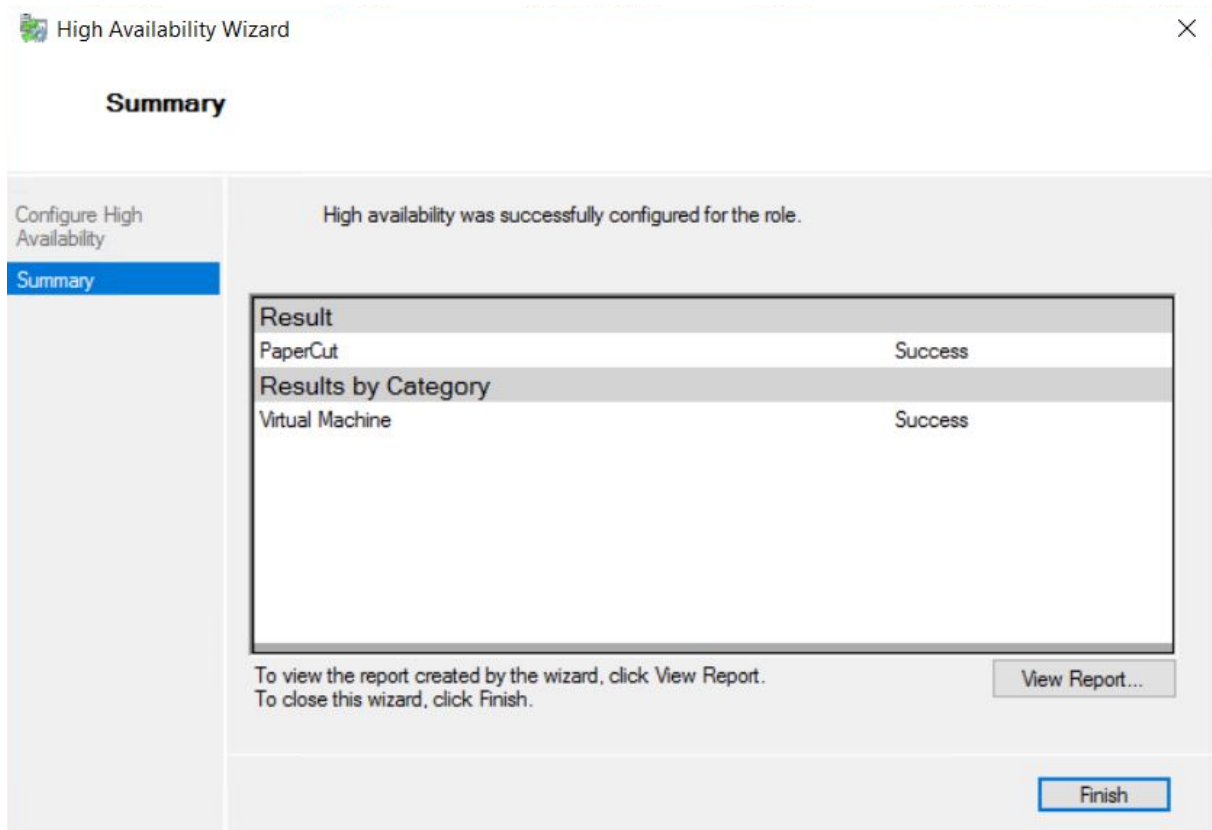 High Availability Wizard
Summary
Configure High
Availability
Summary
High availability was successfully configured for the role.
Result
PaperCut Success
Results by Category
Virtual Machine Success
To view the report created by the wizard, click View Report.
To close this wizard, click Finish.
View Report...
Finish